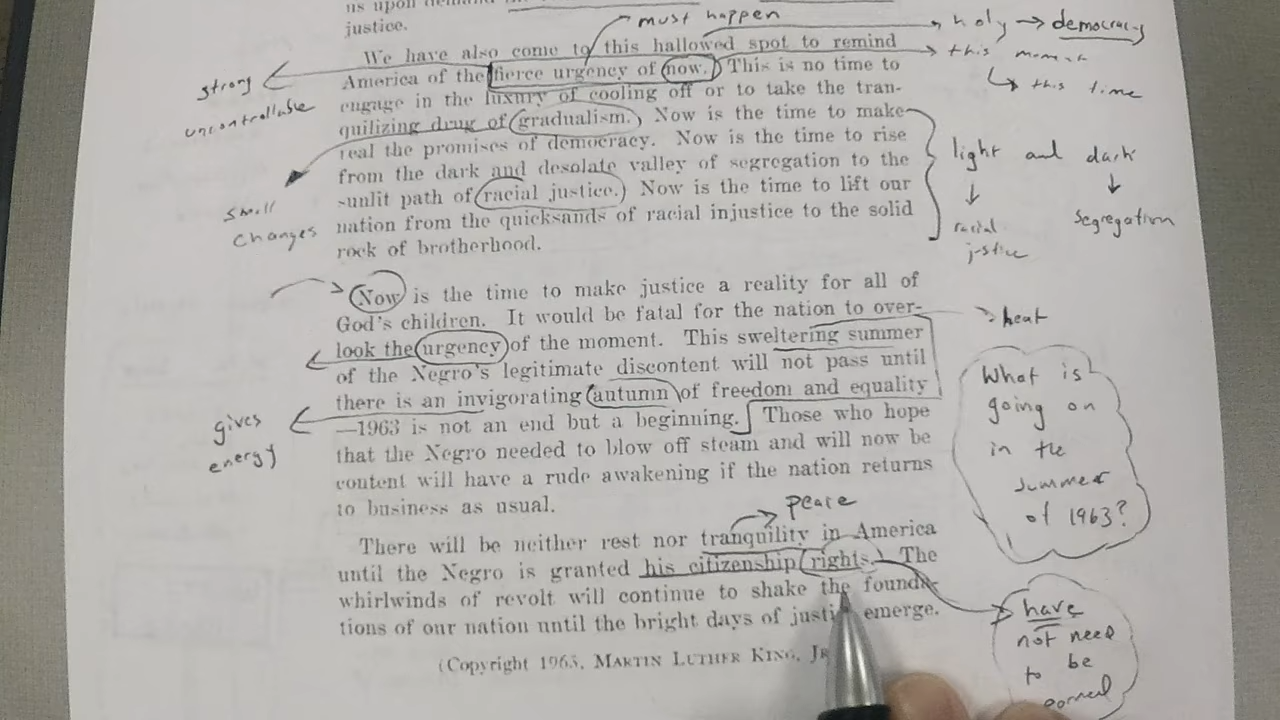 us upon demand
justice.
must happen
holy → democracy
We have also come to this hallowed spot to remind
this moment
this time
strong
uncontrollable
America of the fierce urgency of now. This is no time to
engage in the luxury of cooling off or to take the tran-
quilizing drug of gradualism. Now is the time to make
real the promises of democracy. Now is the time to rise
from the dark and desolate valley of segregation to the
sunlit path of racial justice. Now is the time to lift our
nation from the quicksands of racial injustice to the solid
rock of brotherhood.
small
changes
light and dark
racial
justice
segregation
Now is the time to make justice a reality for all of
God's children. It would be fatal for the nation to over-
look the urgency of the moment. This sweltering summer
of the Negro's legitimate discontent will not pass until
there is an invigorating autumn of freedom and equality
—1963 is not an end but a beginning. Those who hope
that the Negro needed to blow off steam and will now be
content will have a rude awakening if the nation returns
to business as usual.
heat
gives
energy
What is
going on
in the
summer
of 1963?
peace
There will be neither rest nor tranquility in America
until the Negro is granted his citizenship rights. The
whirlwinds of revolt will continue to shake the founda-
tions of our nation until the bright days of justi emerge.
(Copyright 1963, MARTIN LUTHER KING, JR
have
not need
to be
earned